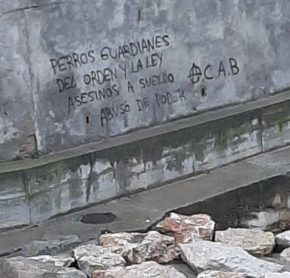 PERROS GUARDIANES
DEL ORDEN Y LA LEY
ASESINOS A SUELDO
ABUSO DE PODER
A.C.A.B